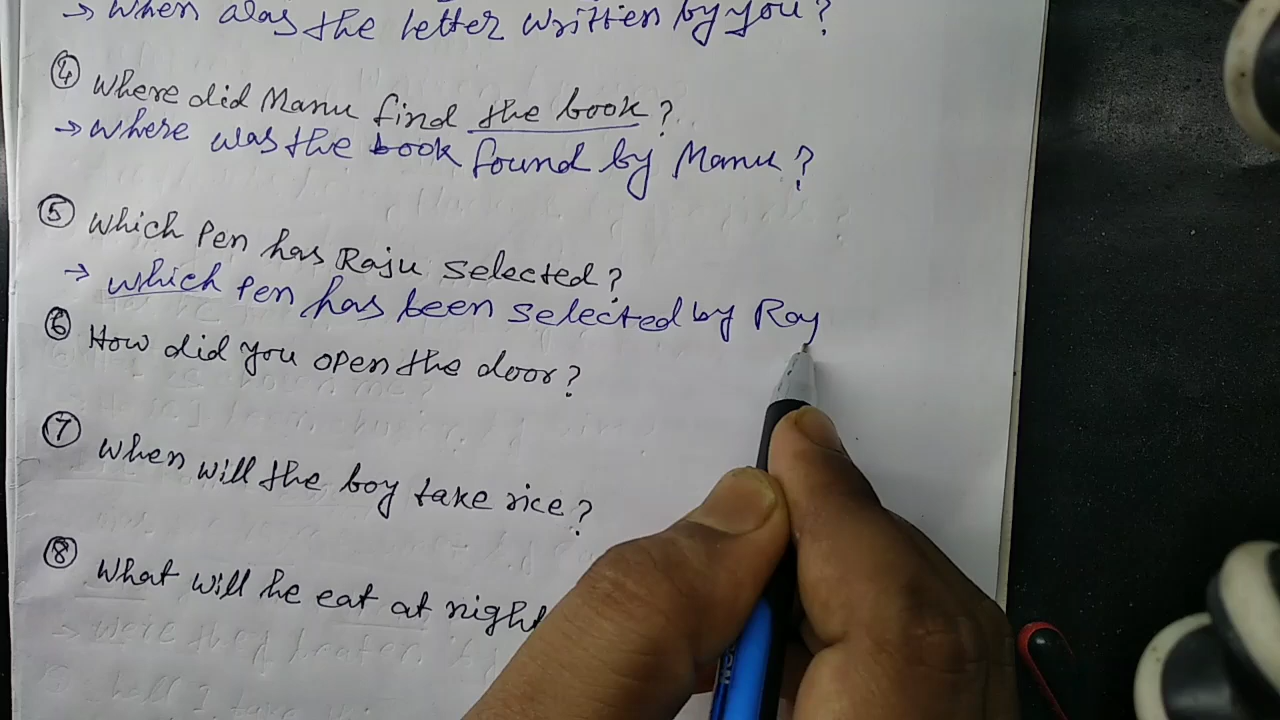 → When was the letter written by you?
④ Where did Manu find the book?
→ Where was the book found by Manu?
⑤ Which Pen has Raju selected?
→ which Pen has been selected by Raj
⑥ How did you open the door?
⑦ When will the boy take rice?
⑧ What will he eat at night